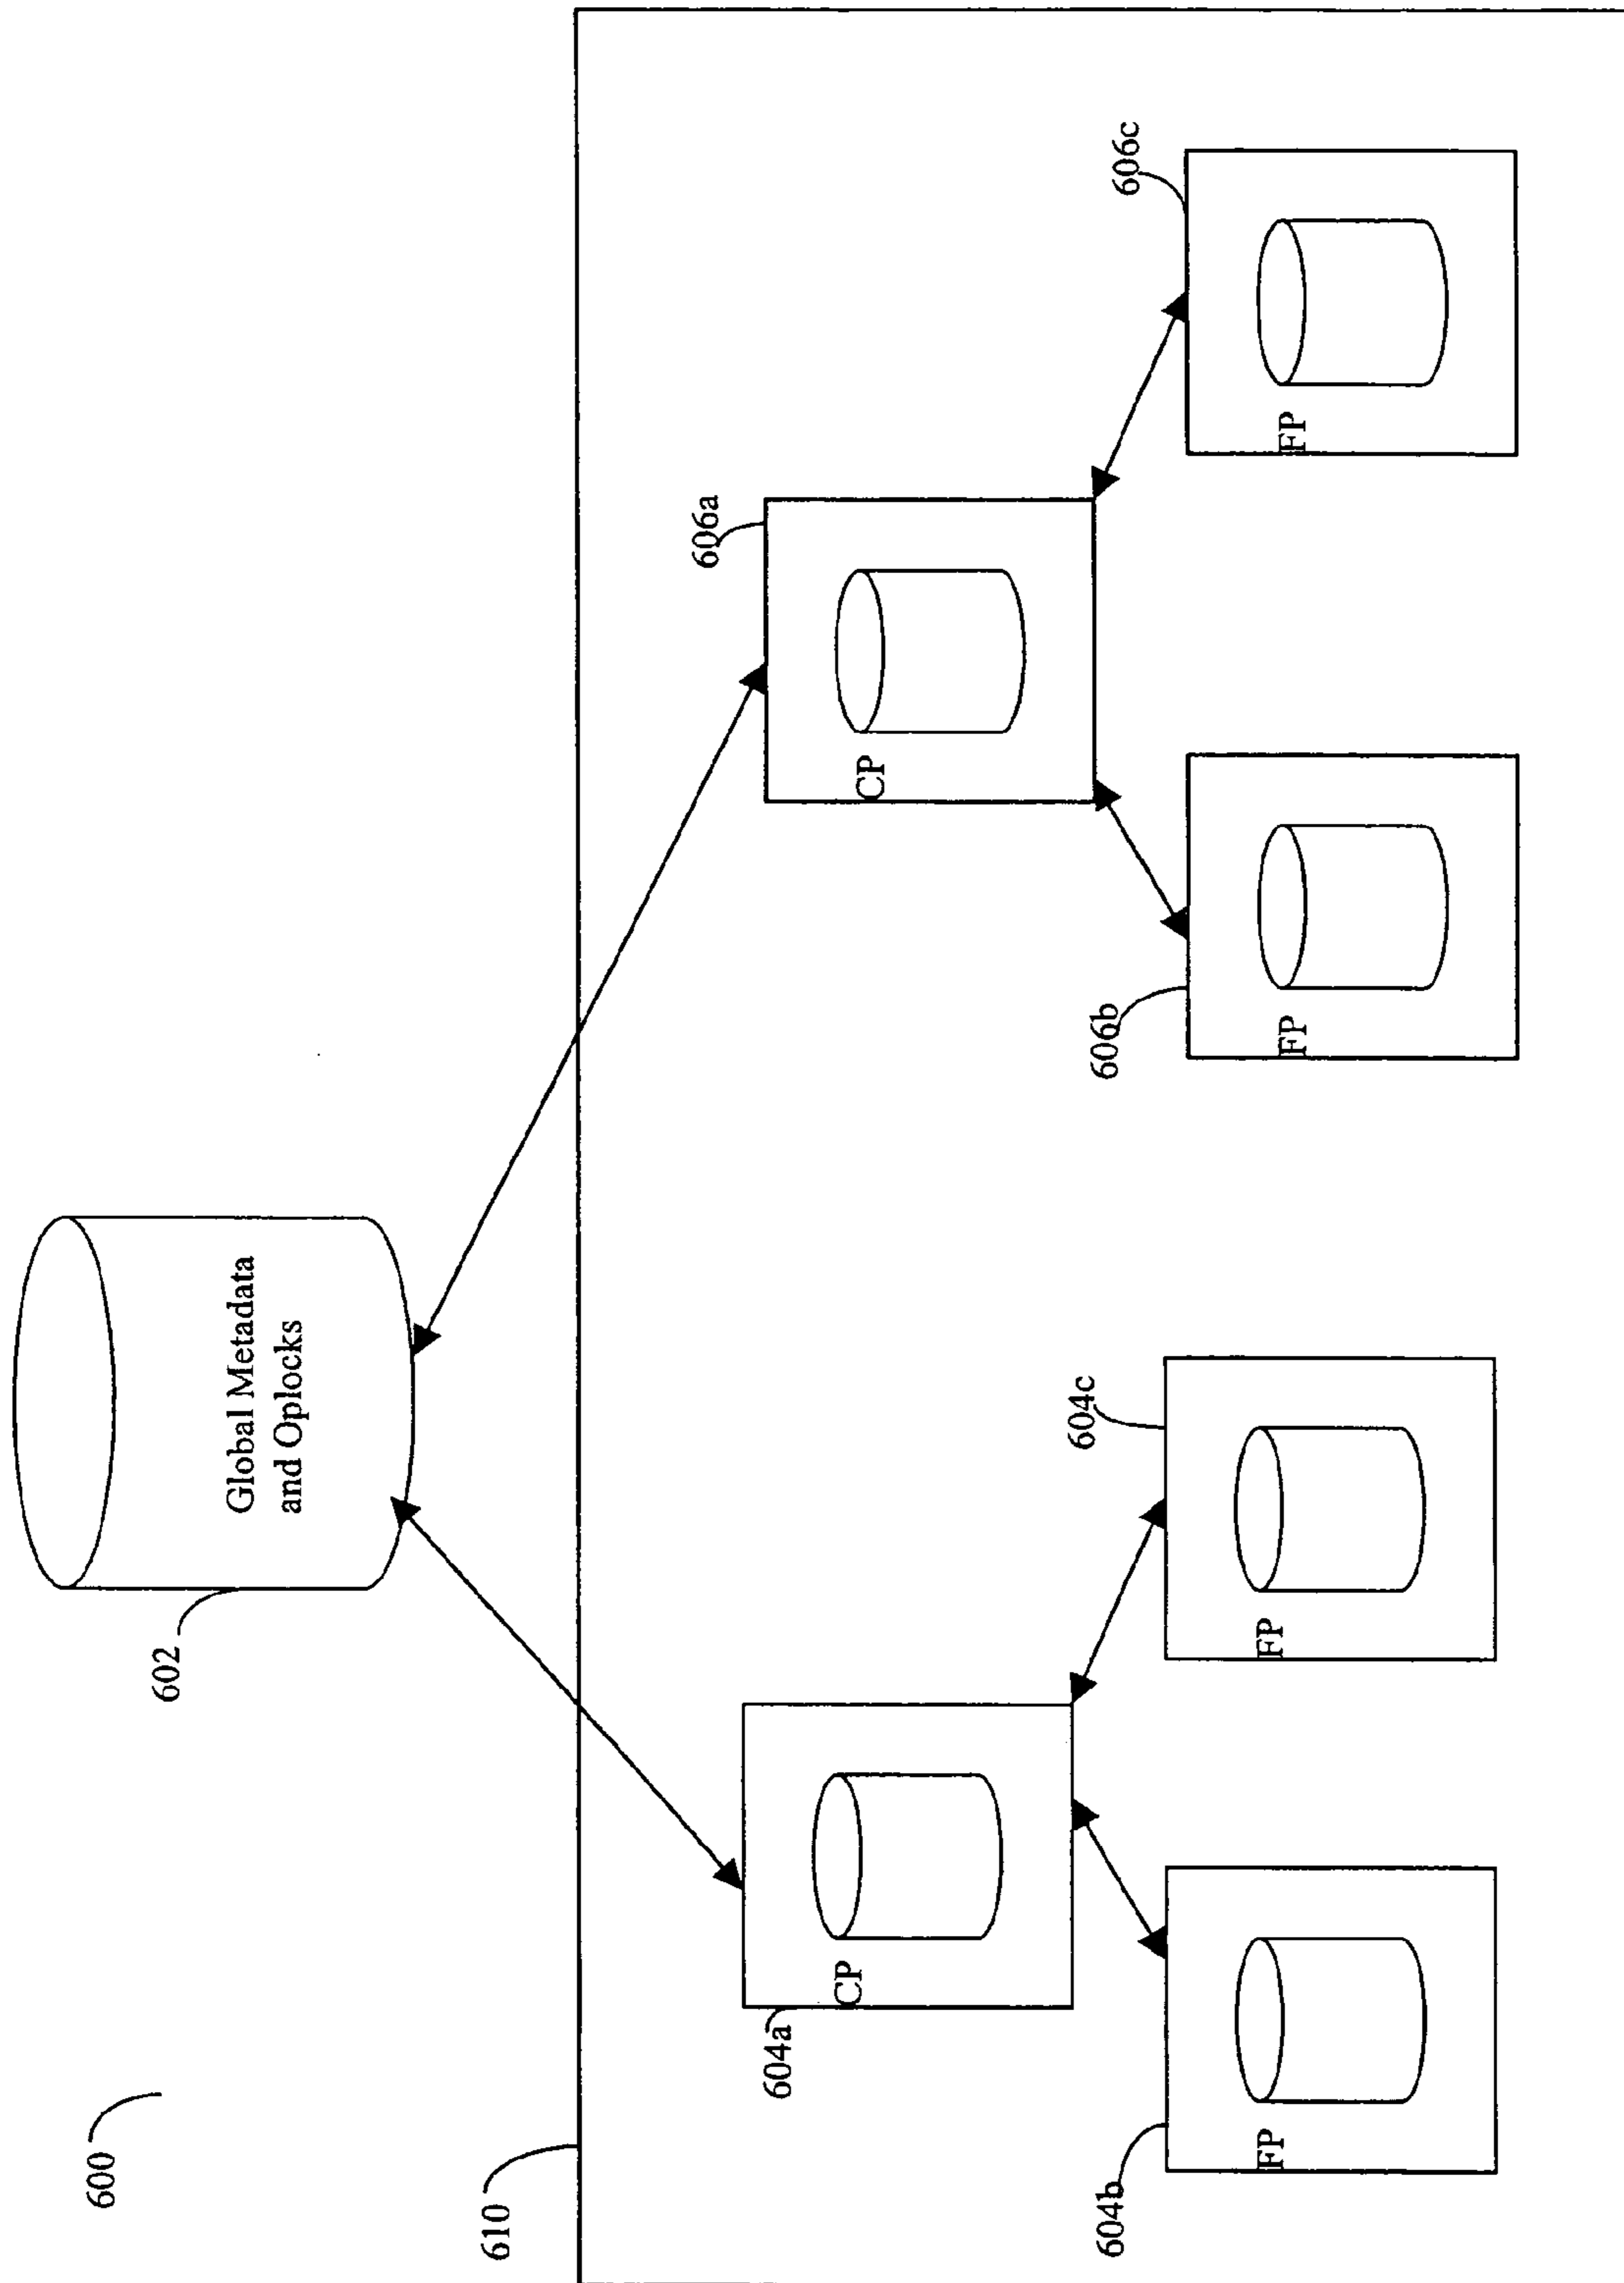 600
602
Global Metadata
and Oplocks
610
604a
CP
606a
CP
604b
FP
604c
FP
606b
FP
606c
FP